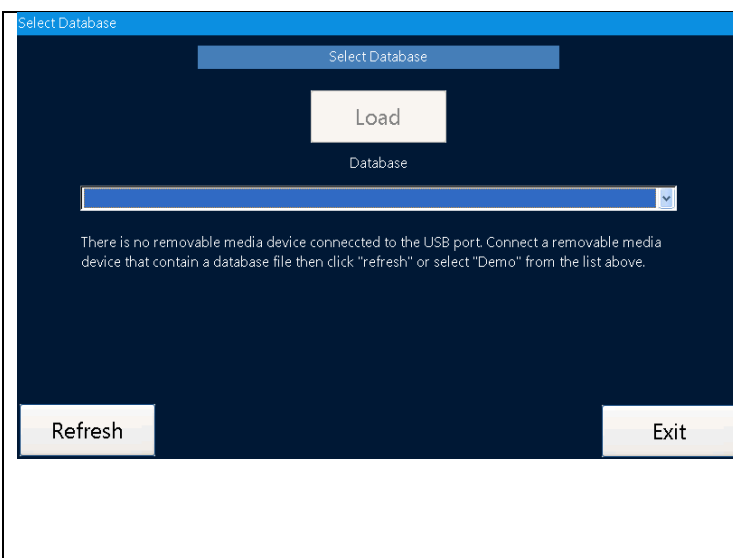 Select Database
Select Database
Load
Database
There is no removable media device conneccted to the USB port. Connect a removable media
device that contain a database file then click "refresh" or select "Demo" from the list above.
Refresh
Exit